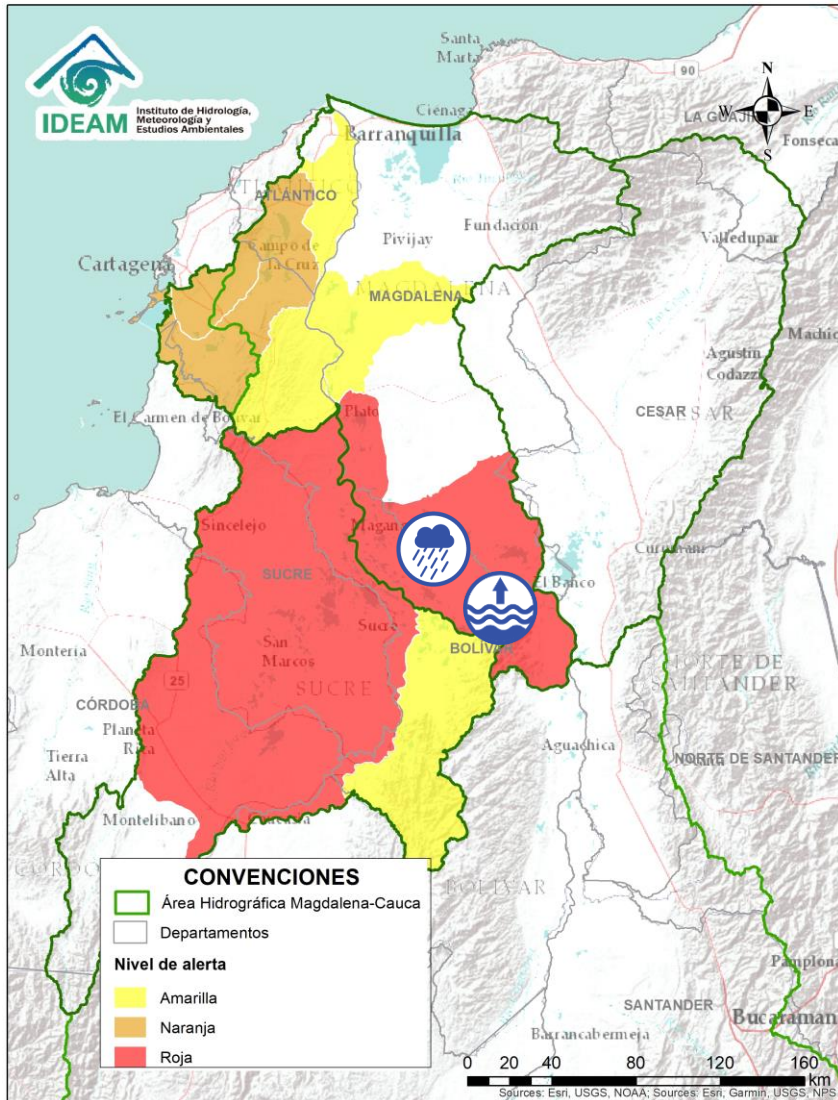 IDEAM
Instituto de Hidrología,
Meteorología y
Estudios Ambientales
Santa
Marta
90
N
W E
S
Ciénaga
LA GUAJIRA
Barranquilla
Fonseca
ATLÁNTICO
Fundación
Pivijay
Valledupar
Campo de
la Cruz
Cartagena
MAGDALENA
MAGDALENA
Agustín
Codazzi
El Carmen de Bolívar
Plato
CESAR
CESAR
Sincelejo
Curumaní
SUCRE
El Banco
Sucre
Montería
San
Marcos
BOLÍVAR
25
SUCRE
NORTE DE
SANTANDER
CÓRDOBA
Planeta
Rica
Tierra
Alta
Aguachica
NORTE DE SANTANDER
Montelibano
BOLÍVAR
CONVENCIONES
Área Hidrográfica Magdalena-Cauca
Departamentos
Nivel de alerta
Amarilla
Naranja
Roja
Pamplona
SANTANDER
Bucaraman
Barrancabermeja
0 20 40 80 120 160
km
Sources: Esri, USGS, NOAA; Sources: Esri, Garmin, USGS, NPS